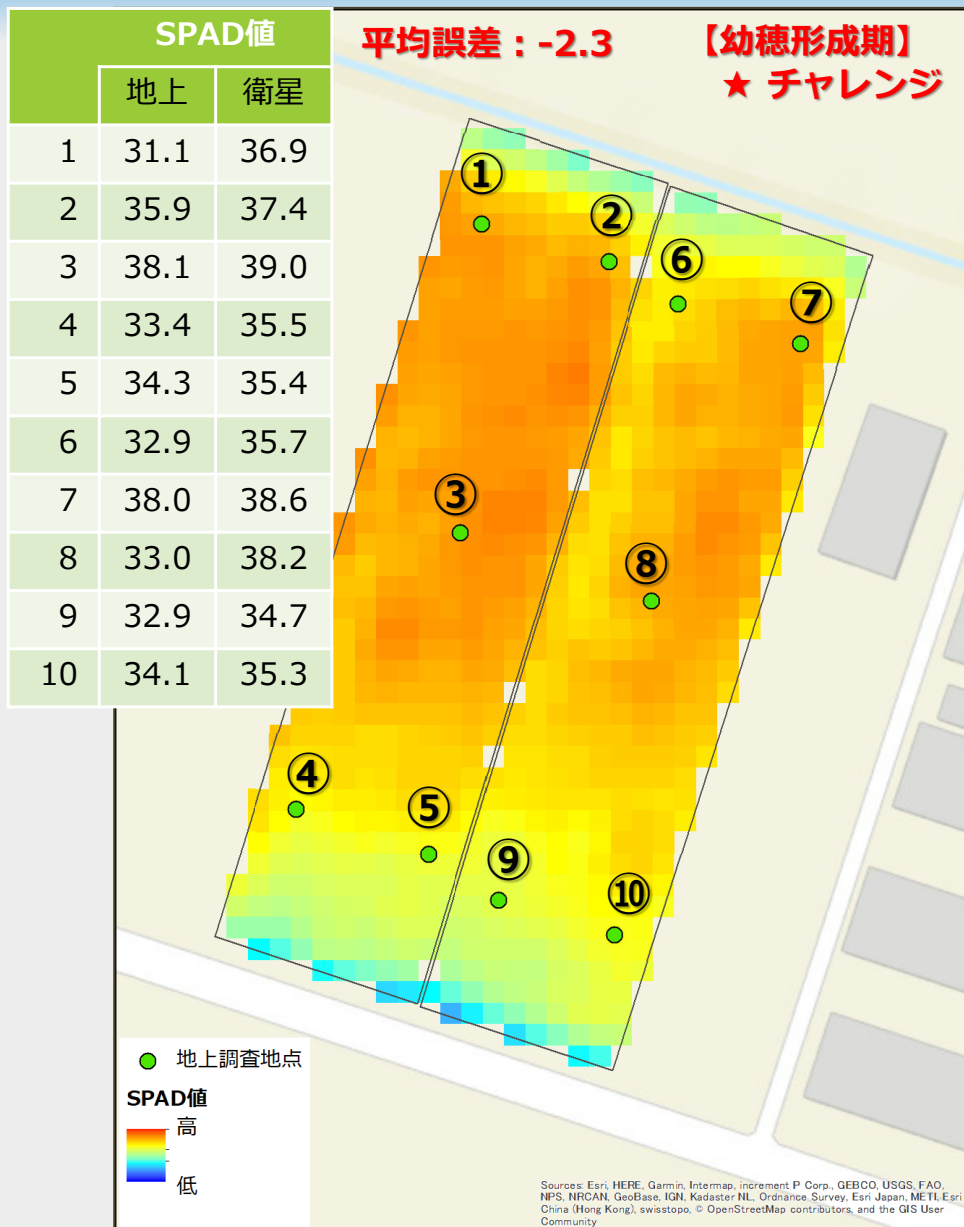 SPAD値
地上 衛星
1 31.1 36.9
2 35.9 37.4
3 38.1 39.0
4 33.4 35.5
5 34.3 35.4
6 32.9 35.7
7 38.0 38.6
8 33.0 38.2
9 32.9 34.7
10 34.1 35.3
平均誤差：-2.3
【幼穂形成期】
★ チャレンジ
①
②
⑥
⑦
③
⑧
④
⑤
⑨
⑩
地上調査地点
SPAD値
高
低
Sources: Esri, HERE, Garmin, Intermap, increment P Corp., GEBCO, USGS, FAO,
NPS, NRCAN, GeoBase, IGN, Kadaster NL, Ordnance Survey, Esri Japan, METI, Esri
China (Hong Kong), swisstopo, © OpenStreetMap contributors, and the GIS User
Community